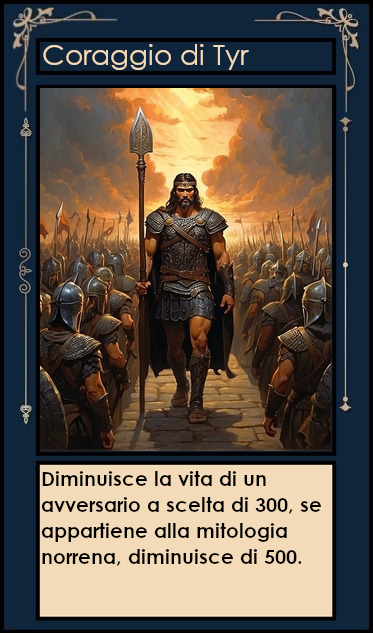 Coraggio di Tyr
Diminuisce la vita di un
avversario a scelta di 300, se
appartiene alla mitologia
norrena, diminuisce di 500.